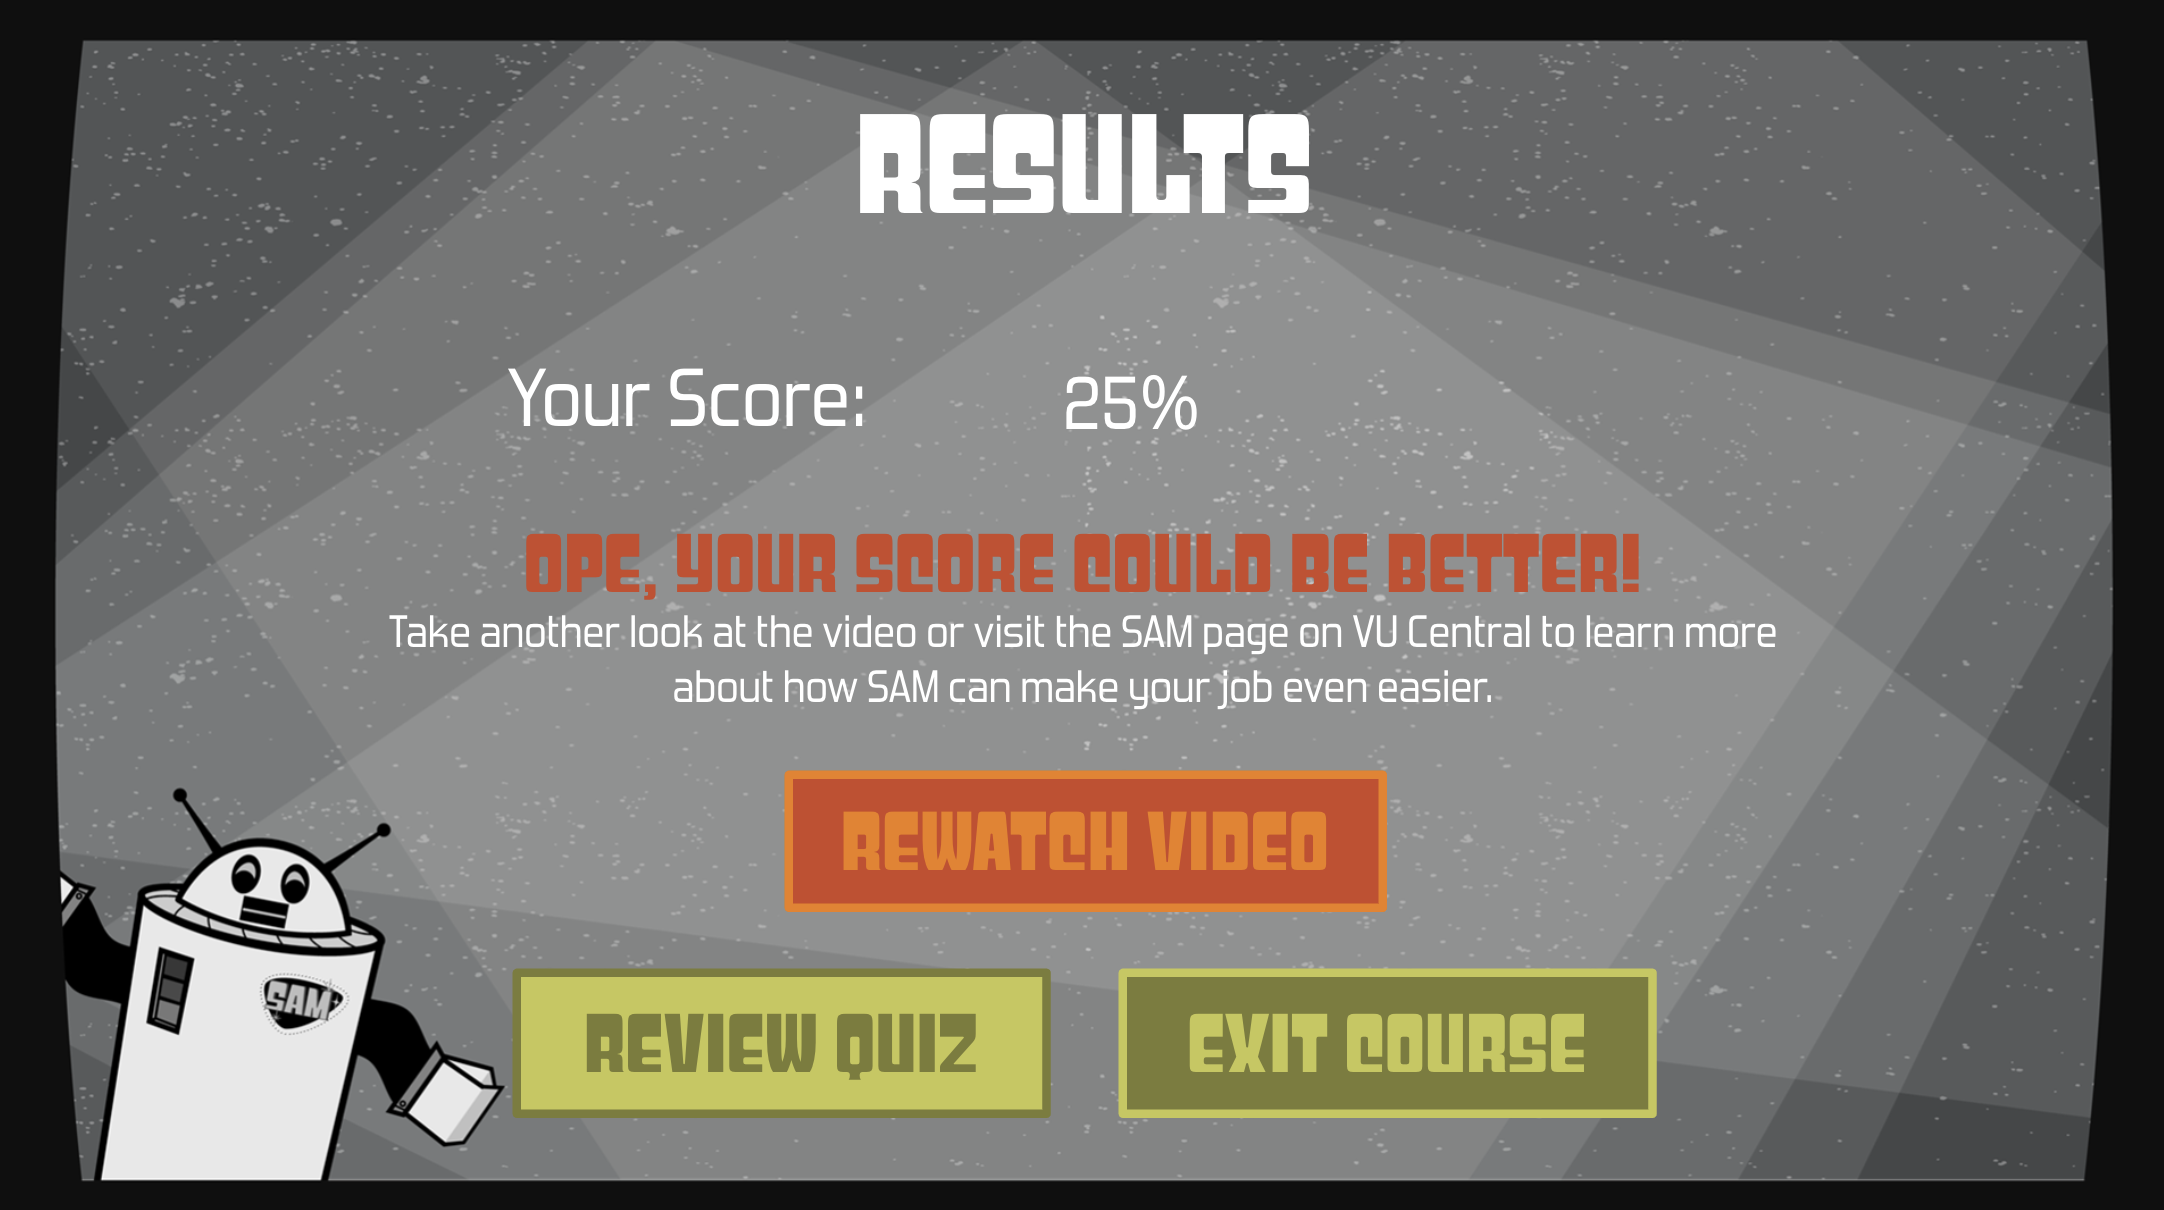 RESULTS
Your Score: 25%
OPE, YOUR SCORE COULD BE BETTER!
Take another look at the video or visit the SAM page on VU Central to learn more
about how SAM can make your job even easier.
REWATCH VIDEO
SAM
REVIEW QUIZ
EXIT COURSE